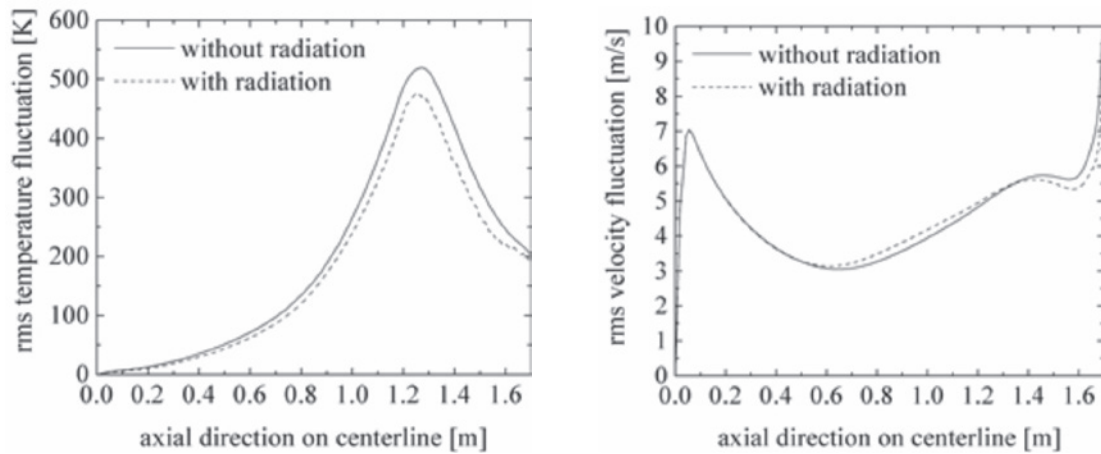 rms temperature fluctuation [K]
600
500
400
300
200
100
0
without radiation
with radiation
0.0 0.2 0.4 0.6 0.8 1.0 1.2 1.4 1.6
axial direction on centerline [m]
rms velocity fluctuation [m/s]
10
9
8
7
6
5
4
3
2
1
0
without radiation
with radiation
0.0 0.2 0.4 0.6 0.8 1.0 1.2 1.4 1.6
axial direction on centerline [m]